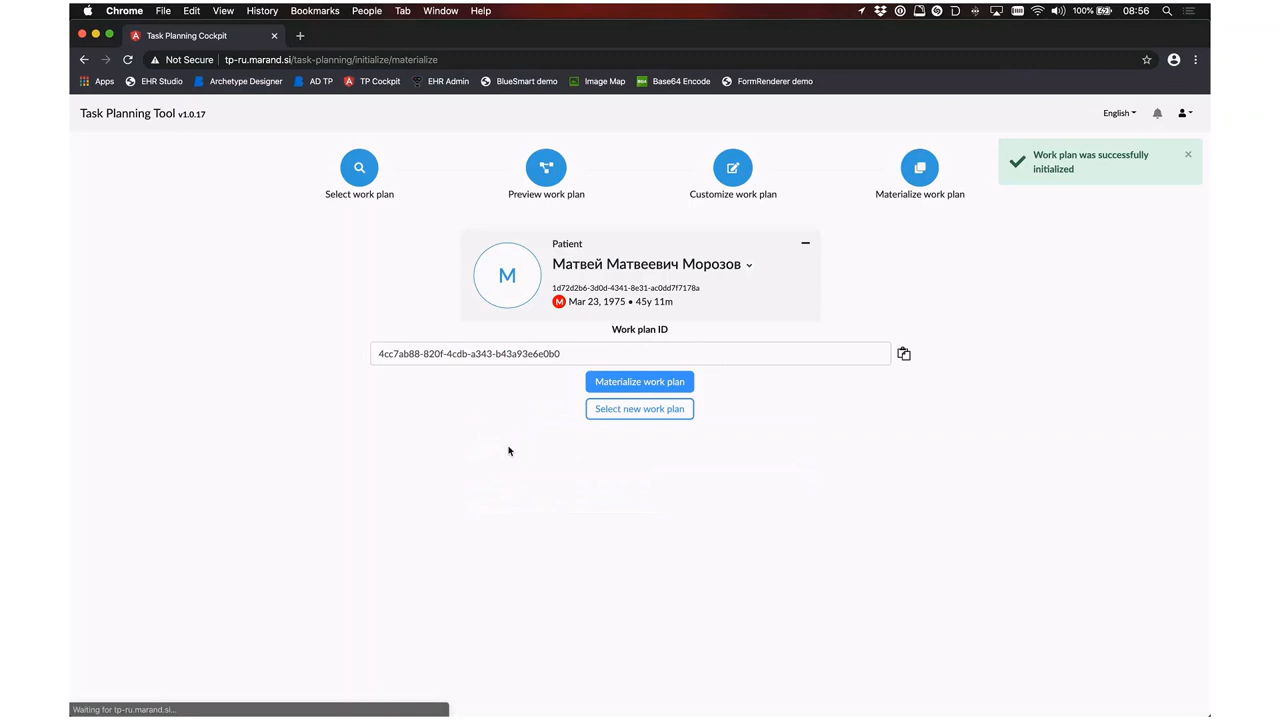 Chrome File Edit View History Bookmarks People Tab Window Help 100% 08:56
Task Planning Cockpit
Not Secure tp-ru.marand.si/task-planning/initialize/materialize
Apps EHR Studio Archetype Designer AD TP TP Cockpit EHR Admin BlueSmart demo Image Map Base64 Encode FormRenderer demo
Task Planning Tool v1.0.17
English
Work plan was successfully
initialized
Select work plan Preview work plan Customize work plan Materialize work plan
Patient
M
Матвей Матвеевич Морозов
1d72d2b6-3d0d-4341-8e31-ac0dd7f7178a
M Mar 23, 1975 • 45y 11m
Work plan ID
4cc7ab88-820f-4cdb-a343-b43a93e6e0b0
Materialize work plan
Select new work plan
Waiting for tp-ru.marand.si...